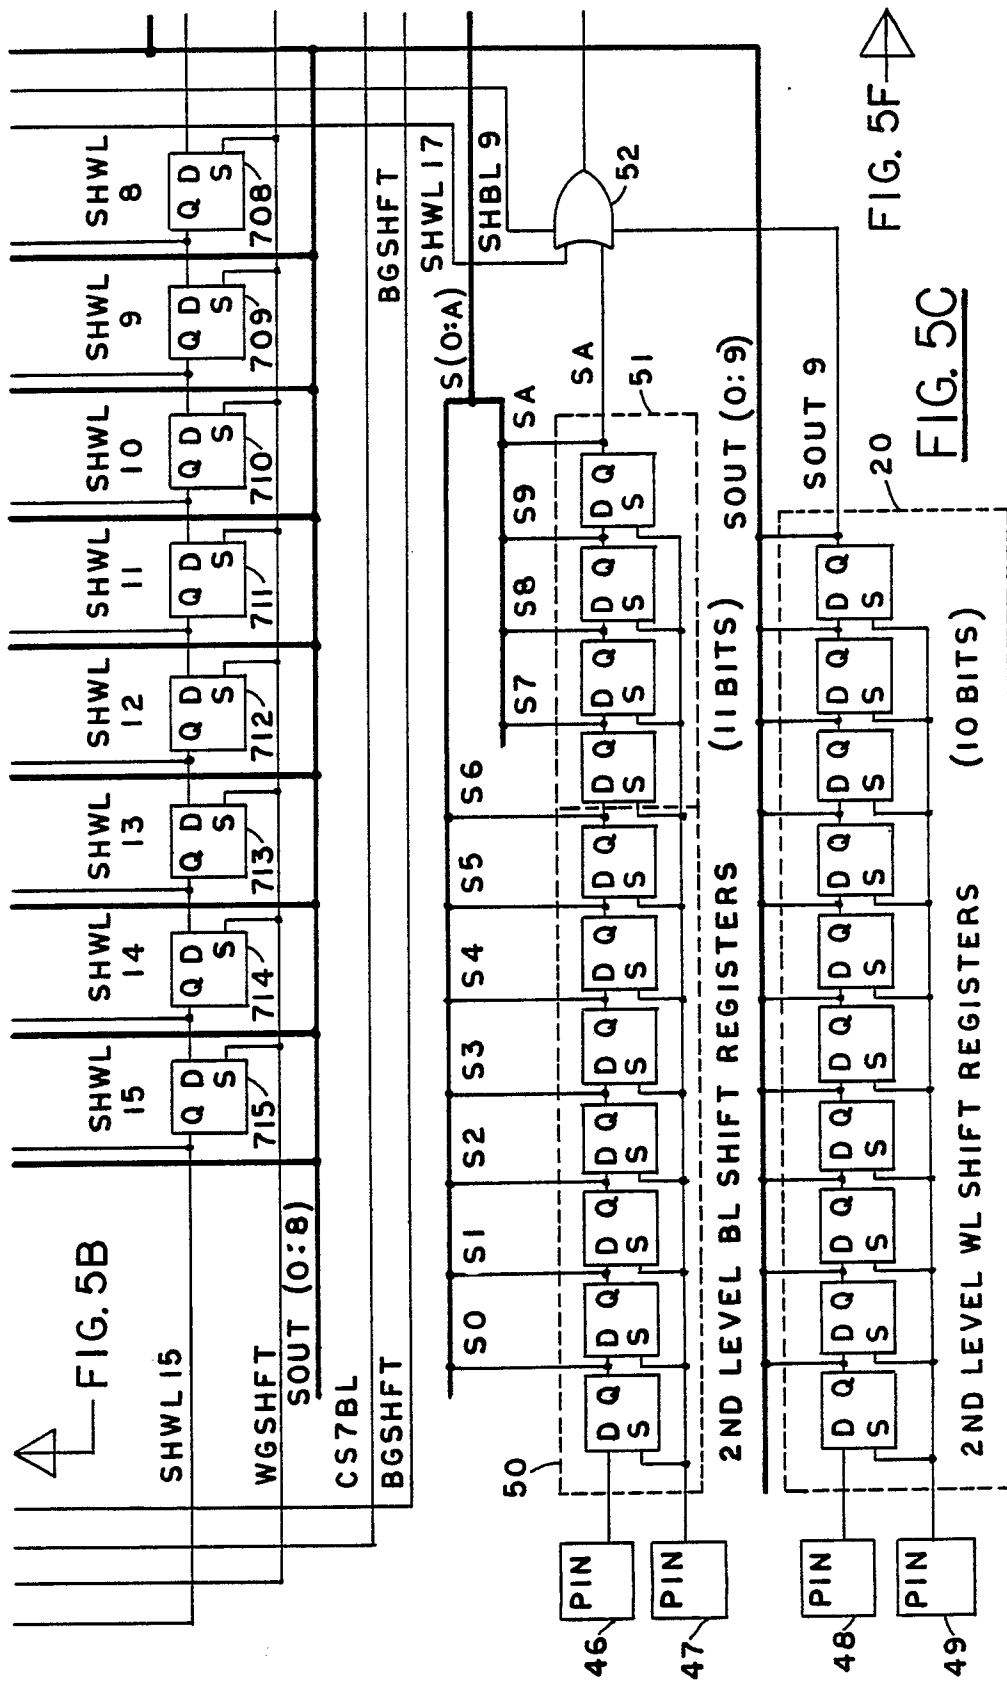 FIG. 5B
SHWL 15
SHWL 14
SHWL 13
SHWL 12
SHWL 11
SHWL 10
SHWL 9
SHWL 8
SHWL15
Q D Q D Q D Q D Q D Q D Q D Q D
S S S S S S S S
715 714 713 712 711 710 709 708
WGSHFT
SOUT (0:8)
CS7BL
BGSHFT
BGSHFT
SHWL 17
S(0:A)
SHBL 9
S0 S1 S2 S3 S4 S5 S6
S7 S8 S9 SA
50
SA
52
46 PIN
D Q D Q D Q D Q D Q D Q D Q D Q D Q D Q D Q
S S S S S S S S S S S
51
47 PIN
2ND LEVEL BL SHIFT REGISTERS (11 BITS)
SOUT (0:9)
SOUT 9
48 PIN
D Q D Q D Q D Q D Q D Q D Q D Q D Q D Q
S S S S S S S S S S
20
49 PIN
2ND LEVEL WL SHIFT REGISTERS (10 BITS)
FIG. 5F
FIG. 5C